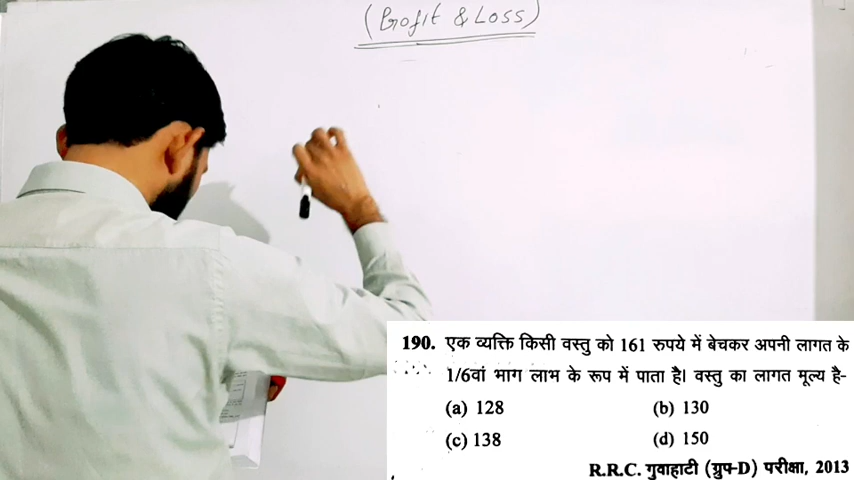 (Profit & Loss)
190. एक व्यक्ति किसी वस्तु को 161 रुपये में बेचकर अपनी लागत के
1/6वां भाग लाभ के रूप में पाता है। वस्तु का लागत मूल्य है-
(a) 128 (b) 130
(c) 138 (d) 150
R.R.C. गुवाहाटी (ग्रुप-D) परीक्षा, 2013